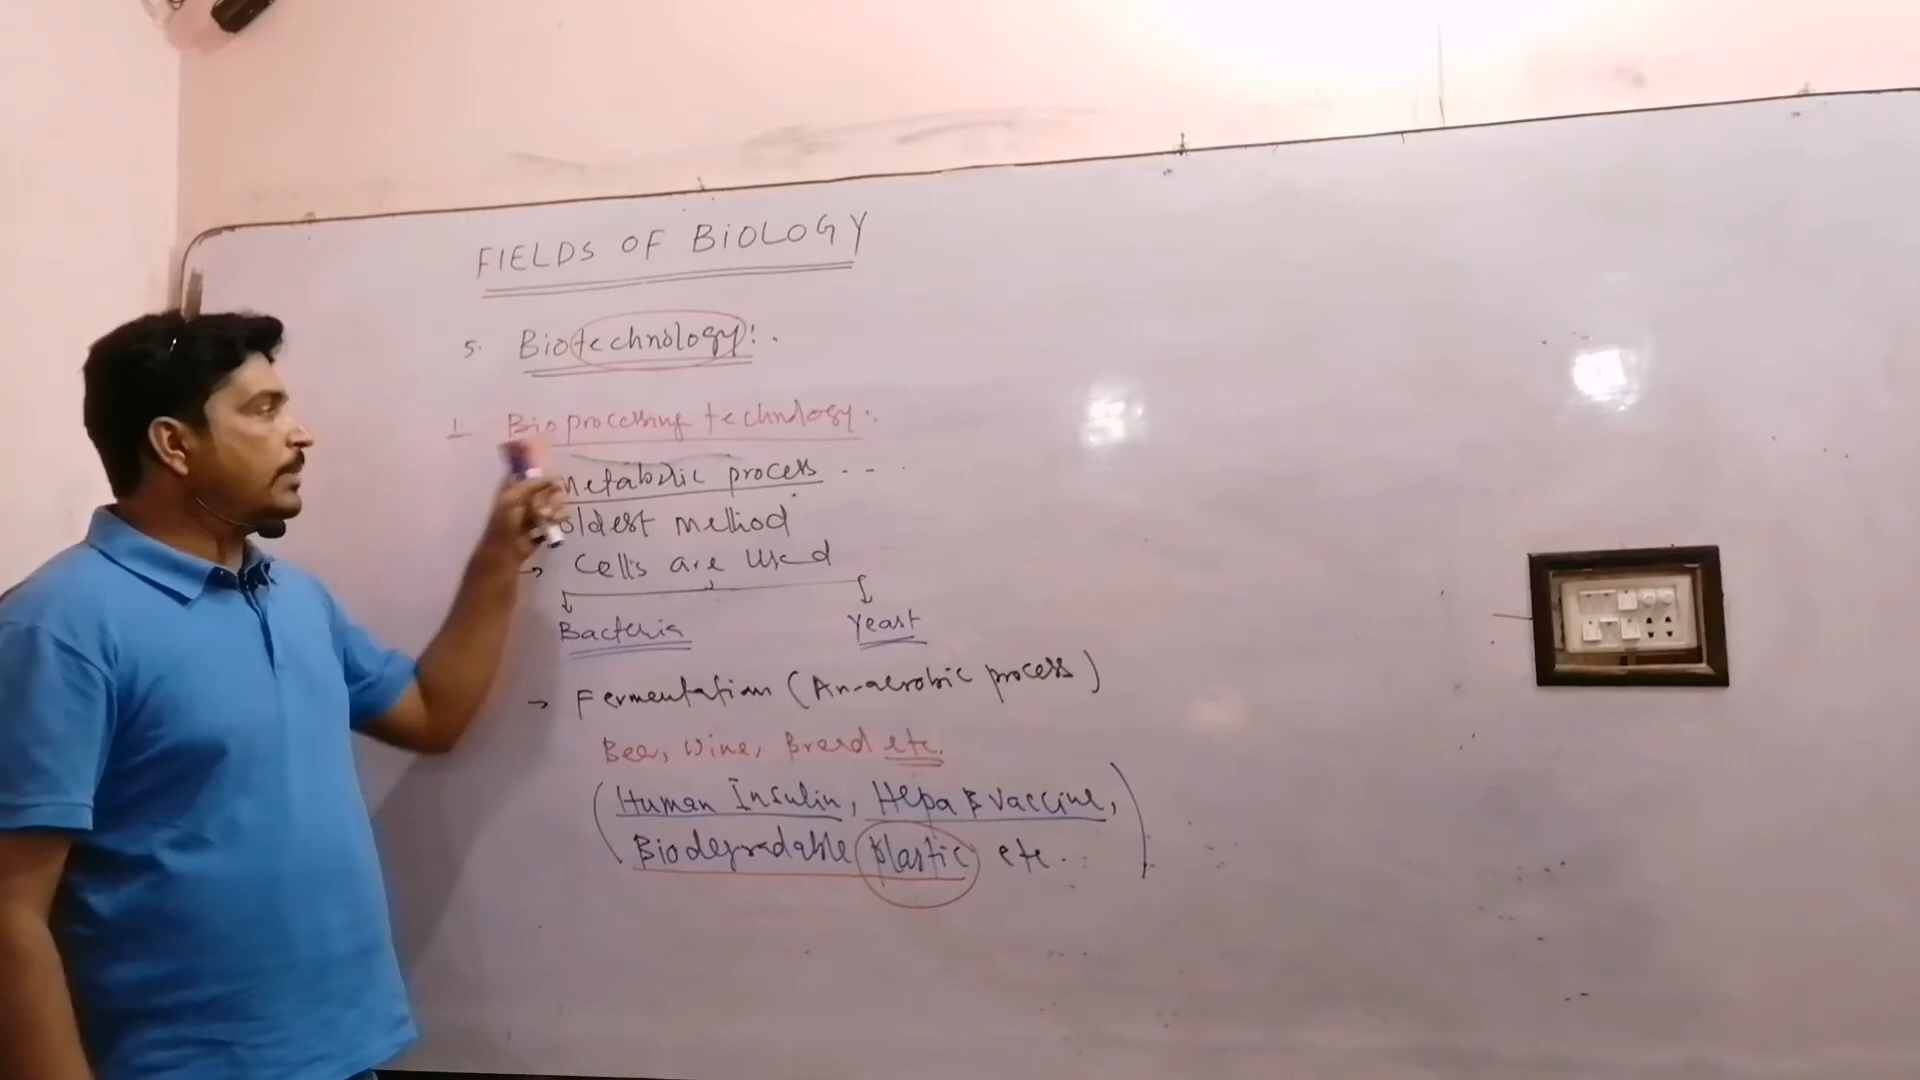 FIELDS OF BIOLOGY
5. Biotechnology:.
1. Bioprocessing technology:.
metabolic process - - .
oldest method
→ Cells are used
Bacteria Yeast
→ Fermentation (An-aerobic process)
Beer, Wine, Bread etc.
(Human Insulin, Hepa B vaccine,
Biodegradable plastic etc.)